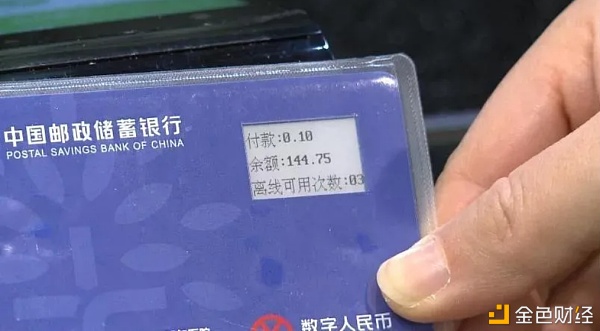 中国邮政储蓄银行
POSTAL SAVINGS BANK OF CHINA
付款:0.10
余额:144.75
离线可用次数:03
数字人民币
金色财经